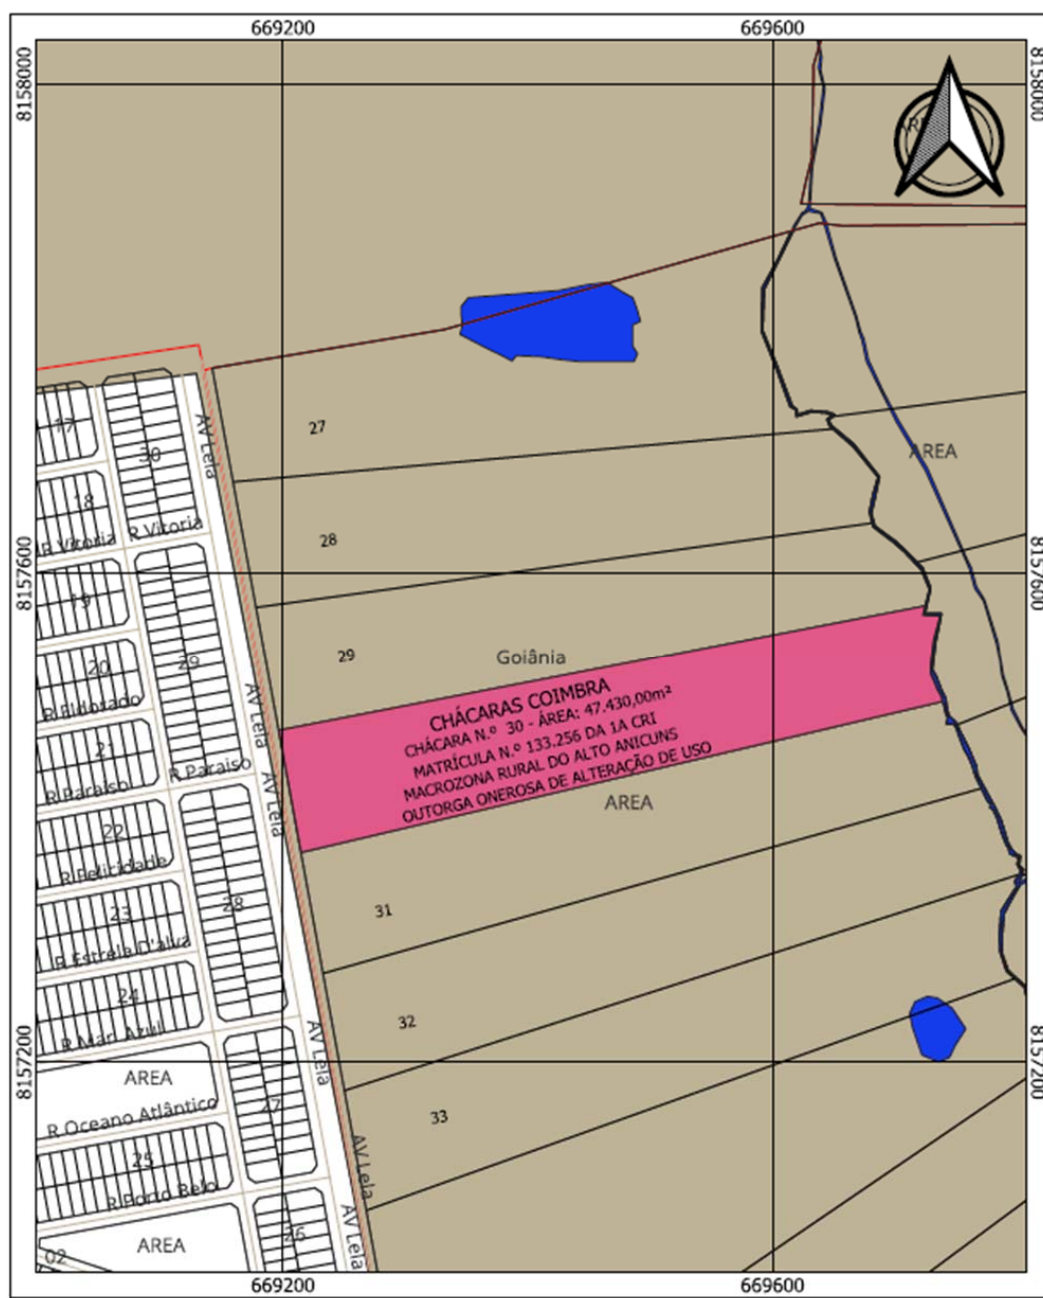 669200
669600
8158000
8158000
27
17
30
AV Leia
AREA
18
R Vitoria
R Vitoria
28
8157600
8157600
19
29
20
29
Goiânia
R Eldorado
AV Leia
CHÁCARAS COIMBRA
CHÁCARA N.º 30 - ÁREA: 47.430,00m²
MATRÍCULA N.º 133.256 DA 1A CRI
MACROZONA RURAL DO ALTO ANICUNS
OUTORGA ONEROSA DE ALTERAÇÃO DE USO
21
R Paraiso
R Paraiso
AV Leia
AREA
22
R Felicidade
28
31
23
R Estrela D'alva
24
R Mari Azul
32
AV Leia
8157200
8157200
AREA
27
33
R Oceano Atlântico
25
AV Leia
R Porto Belo
26
AV Leia
AREA
02
669200
669600